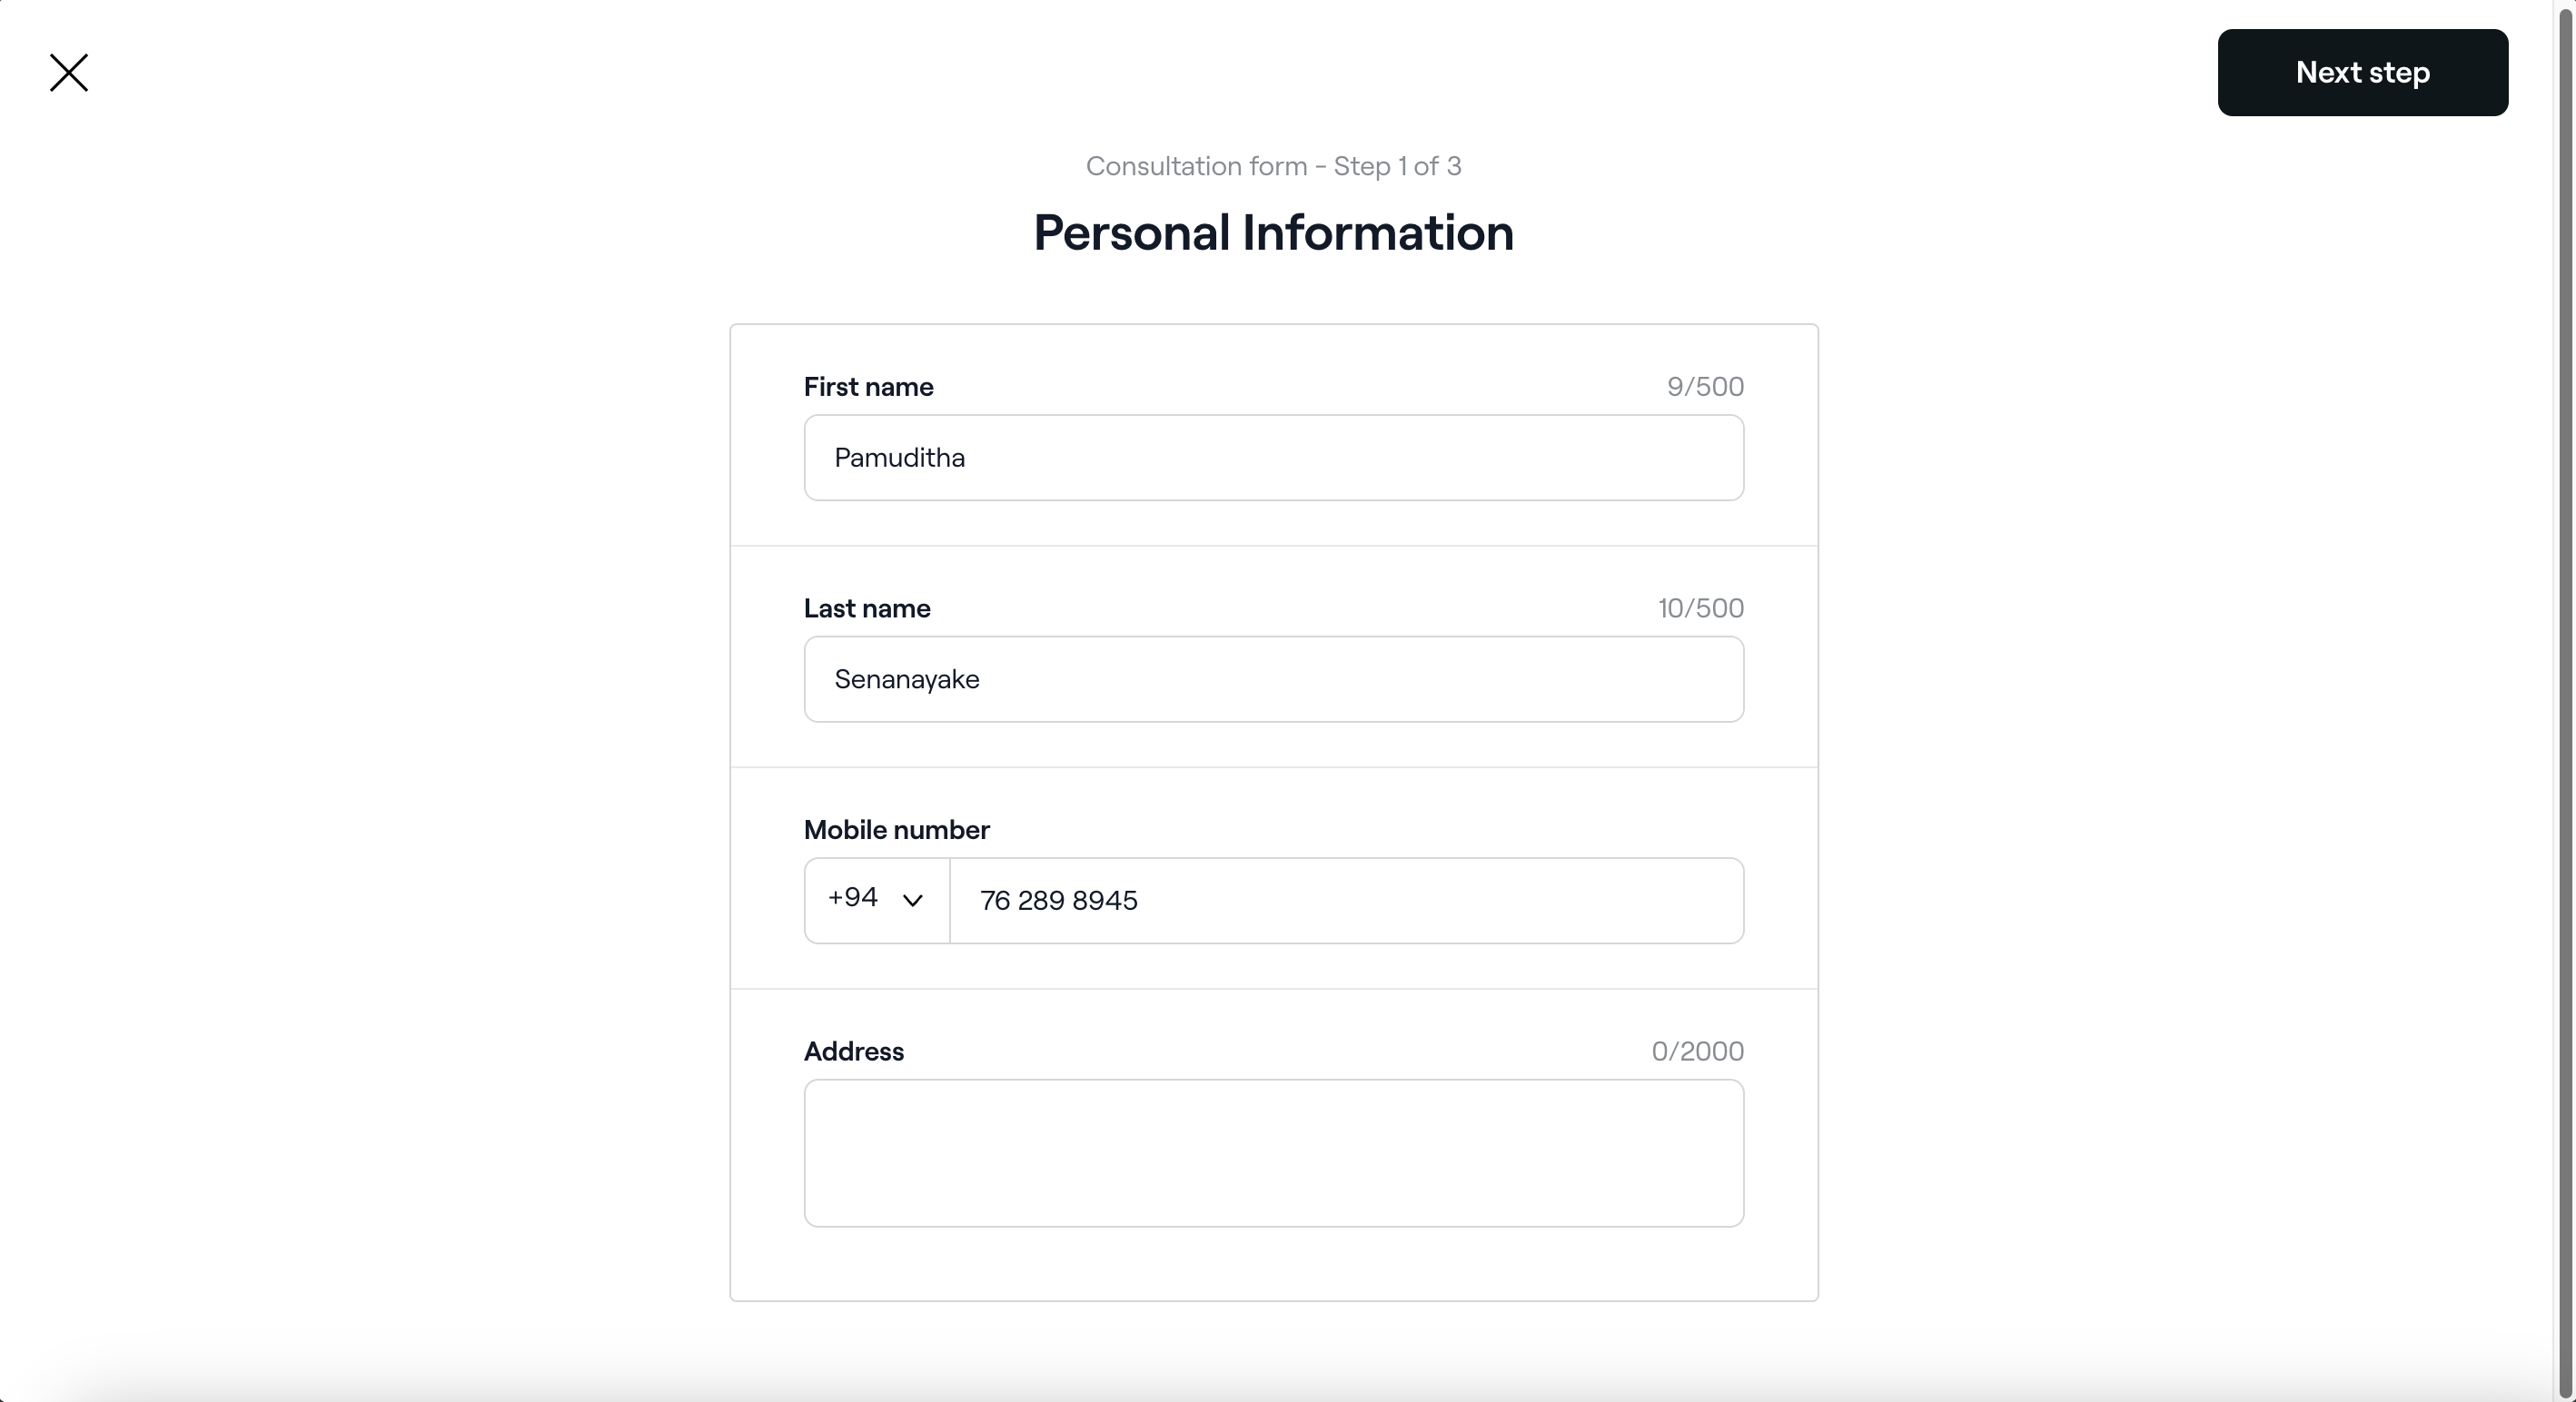 Next step
Consultation form - Step 1 of 3
Personal Information
First name 9/500
Pamuditha
Last name 10/500
Senanayake
Mobile number
+94 76 289 8945
Address 0/2000